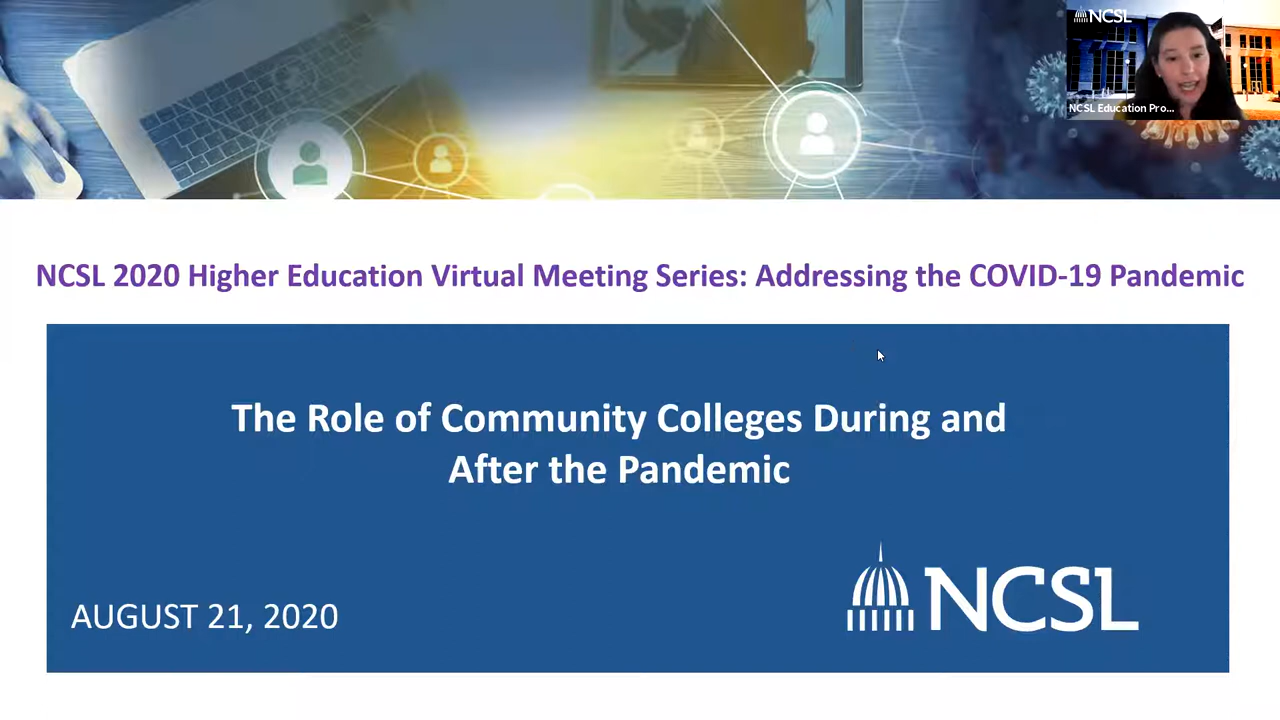 NCSL
NCSL Education Pro...
NCSL 2020 Higher Education Virtual Meeting Series: Addressing the COVID-19 Pandemic
The Role of Community Colleges During and
After the Pandemic
AUGUST 21, 2020
NCSL